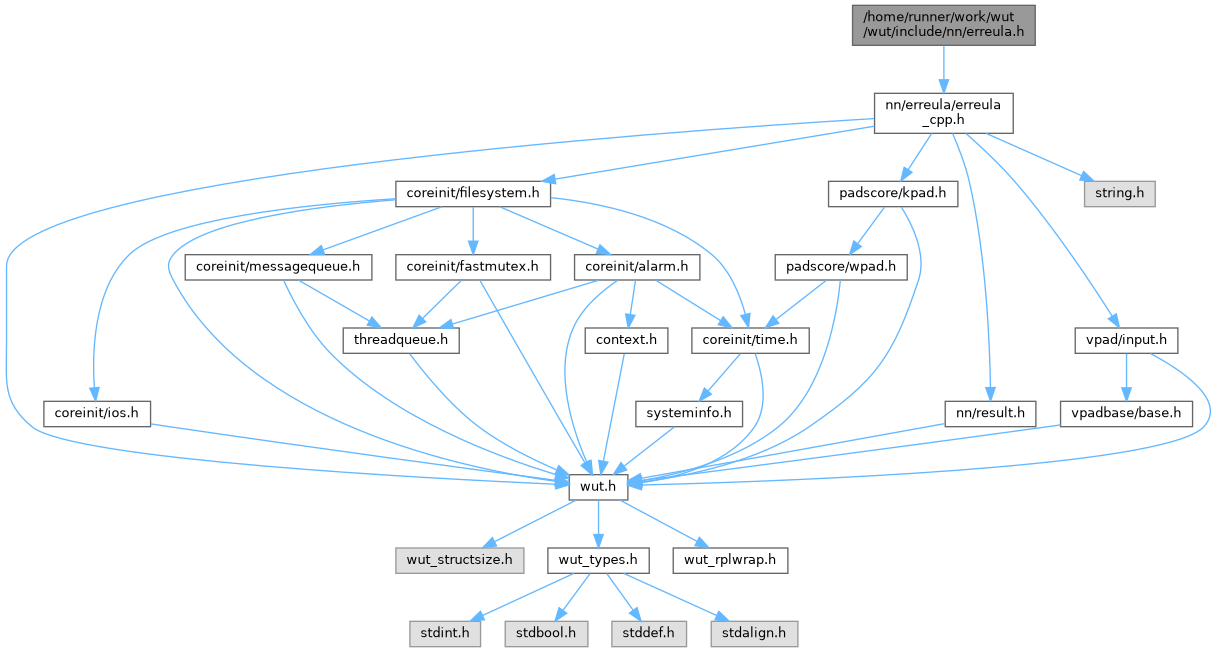 /home/runner/work/wut
/wut/include/nn/erreula.h
nn/erreula/erreula
_cpp.h
coreinit/filesystem.h
padscore/kpad.h
string.h
coreinit/messagequeue.h
coreinit/fastmutex.h
coreinit/alarm.h
padscore/wpad.h
threadqueue.h
context.h
coreinit/time.h
vpad/input.h
coreinit/ios.h
systeminfo.h
nn/result.h
vpadbase/base.h
wut.h
wut_structsize.h
wut_types.h
wut_rplwrap.h
stdint.h
stdbool.h
stddef.h
stdalign.h